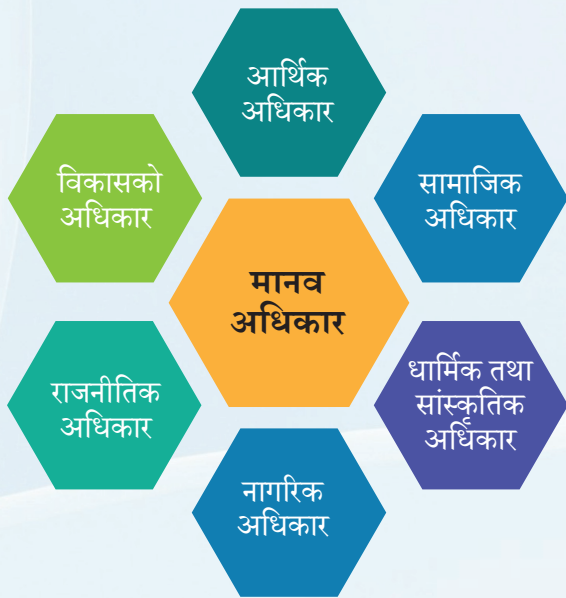 आर्थिक
अधिकार
विकासको
अधिकार
सामाजिक
अधिकार
मानव
अधिकार
राजनीतिक
अधिकार
धार्मिक तथा
सांस्कृतिक
अधिकार
नागरिक
अधिकार